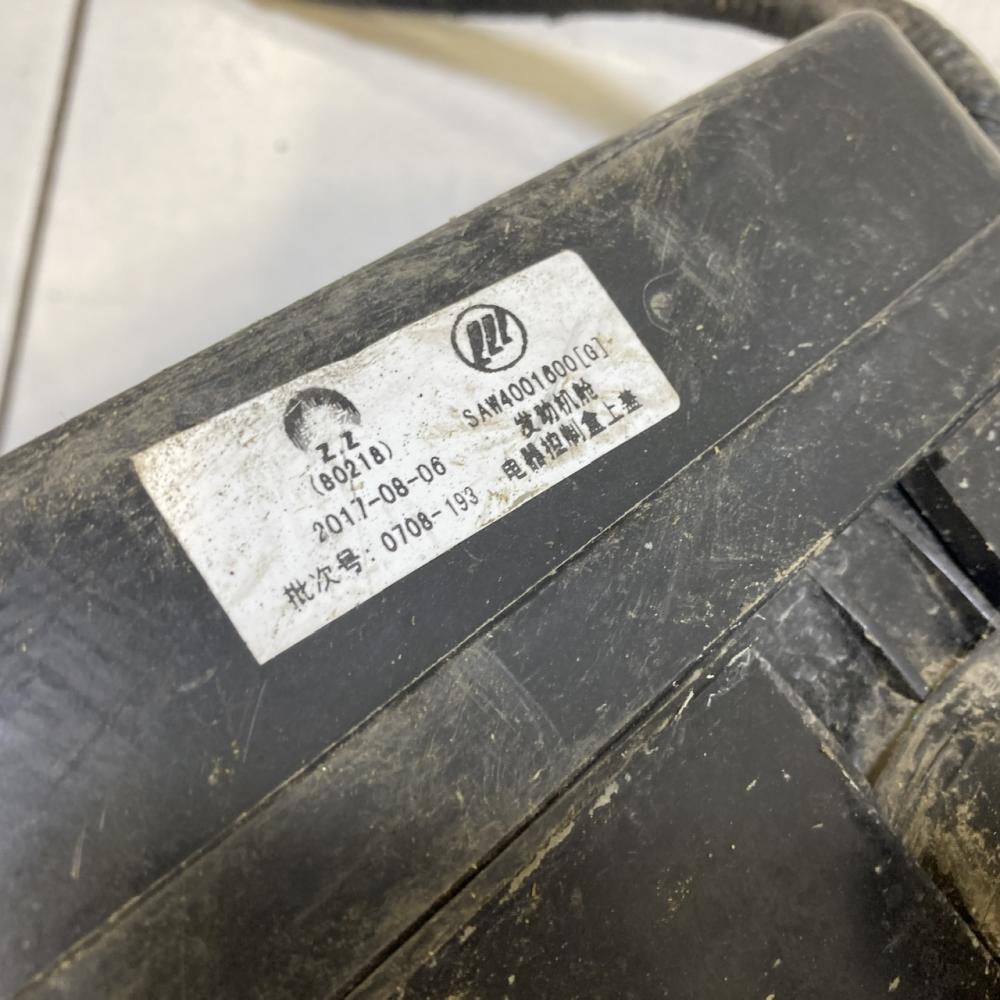 Z.Z
(80218)
2017-08-06
批次号: 0708-193
SAW4001600[G]
发动机舱
电器控制盒上盖